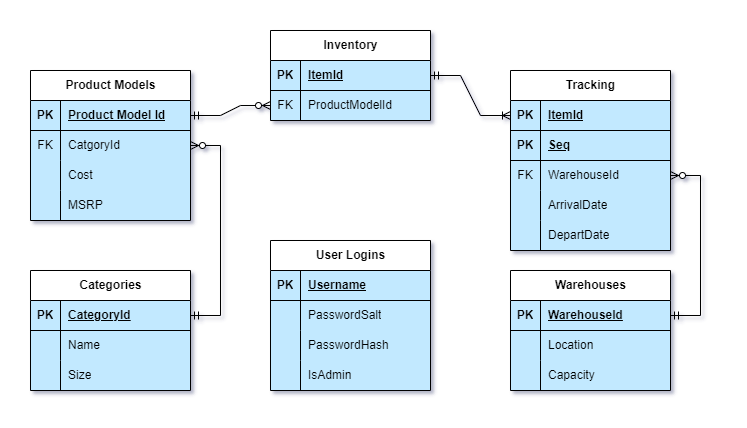 Inventory
PK ItemId
FK ProductModelId
Product Models
PK Product Model Id
FK CatgoryId
Cost
MSRP
Tracking
PK ItemId
PK Seq
FK WarehouseId
ArrivalDate
DepartDate
User Logins
PK Username
PasswordSalt
PasswordHash
IsAdmin
Categories
PK CategoryId
Name
Size
Warehouses
PK WarehouseId
Location
Capacity